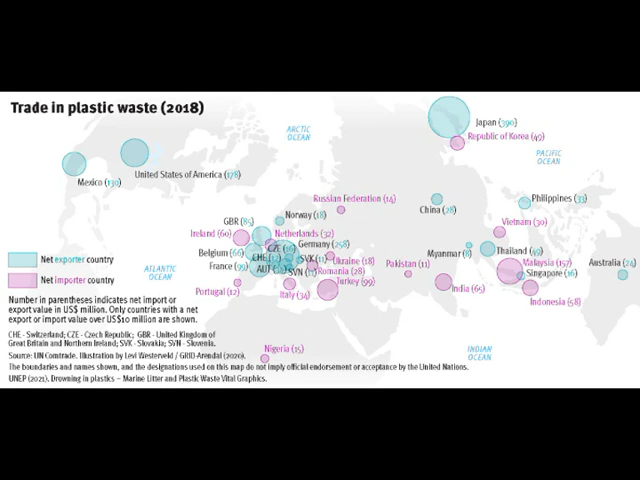 Trade in plastic waste (2018)
ARCTIC
OCEAN
Japan (390)
Republic of Korea (49)
PACIFIC
OCEAN
Mexico (130)
United States of America (178)
Russian Federation (14)
China (28)
Philippines (33)
GBR (85)
Norway (18)
Ireland (60)
Netherlands (32)
Vietnam (30)
Germany (258)
CZE (16)
Belgium (66)
CHE (12)
SVK (11)
Ukraine (18)
Myanmar (8)
Thailand (49)
France (99)
AUT
SVN (11)
Romania (28)
Pakistan (11)
Malaysia (157)
Singapore (16)
Australia (24)
Net exporter country
Net importer country
ATLANTIC
OCEAN
Portugal (12)
Italy (34)
Turkey (99)
India (65)
Indonesia (58)
Number in parentheses indicates net import or
export value in US$ million. Only countries with a net
export or import value over US$10 million are shown.
CHE - Switzerland; CZE - Czech Republic; GBR - United Kingdom of
Great Britain and Northern Ireland; SVK - Slovakia; SVN - Slovenia.
Nigeria (15)
INDIAN
OCEAN
Source: UN Comtrade. Illustration by Levi Westerveld / GRID-Arendal (2020).
The boundaries and names shown, and the designations used on this map do not imply official endorsement or acceptance by the United Nations.
UNEP (2021). Drowning in plastics – Marine Litter and Plastic Waste Vital Graphics.